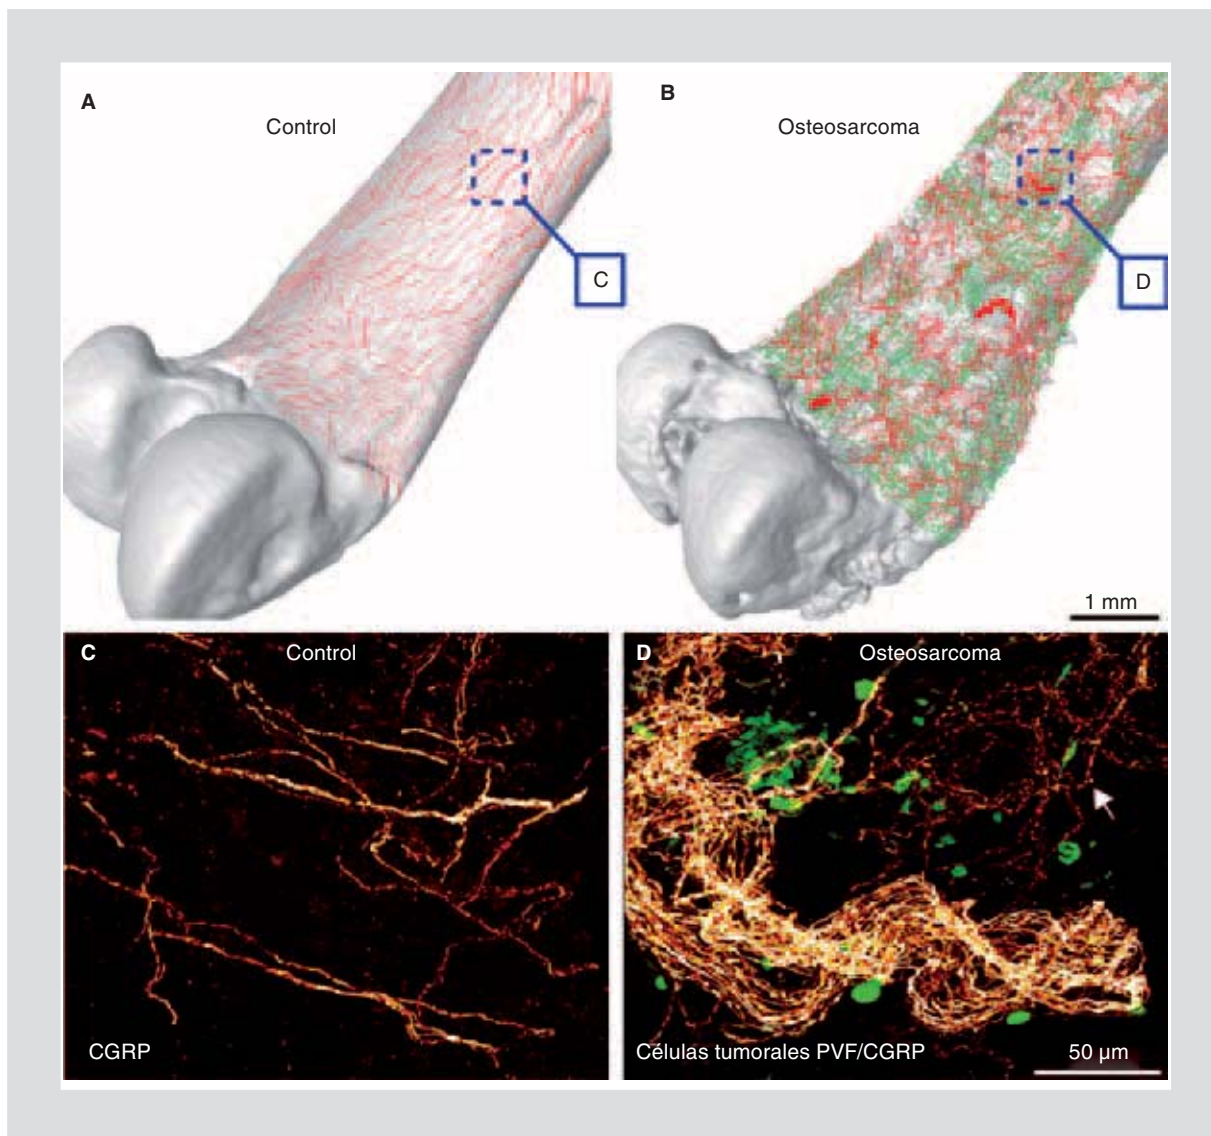 A
Control
B
Osteosarcoma
C
D
1 mm
C
Control
D
Osteosarcoma
CGRP
Células tumorales PVF/CGRP
50 μm